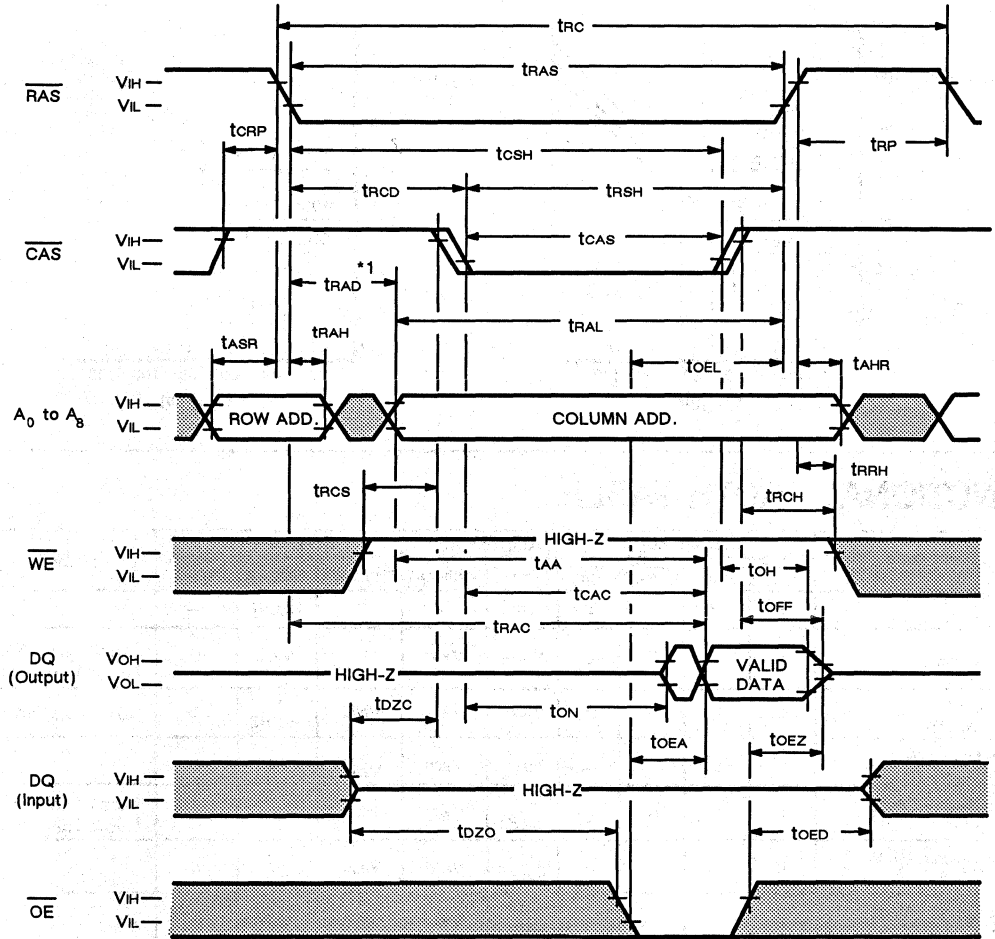 tRC
tRAS
RAS
VIH
VIL
tCRP
tCSH
tRP
tRCD
tRSH
CAS
VIH
VIL
tCAS
tRAD *1
tRAL
tASR
tRAH
tOEL
tAHR
A0 to A8
VIH
VIL
ROW ADD.
COLUMN ADD.
tRRH
tRCS
tRCH
WE
VIH
VIL
HIGH-Z
tAA
tOH
tCAC
tOFF
tRAC
DQ
(Output)
VOH
VOL
HIGH-Z
VALID
DATA
tDZC
tON
tOEA
tOEZ
DQ
(Input)
VIH
VIL
HIGH-Z
tDZO
tOED
OE
VIH
VIL